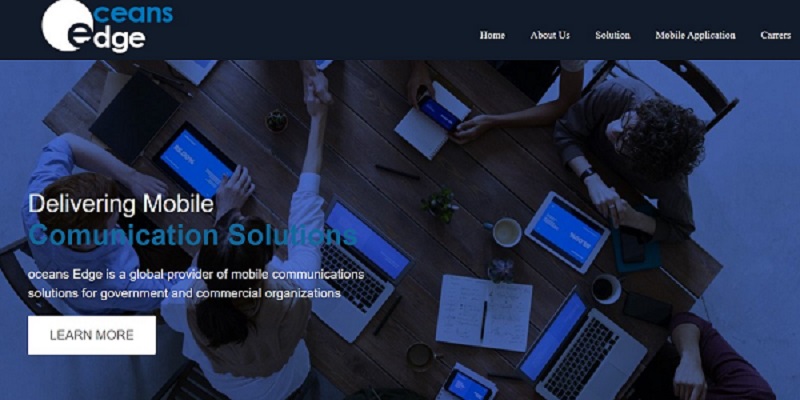 Oceans
edge
Home About Us Solution Mobile Application Carrers
Delivering Mobile
Comunication Solutions
oceans Edge is a global provider of mobile communications
solutions for government and commercial organizations
LEARN MORE